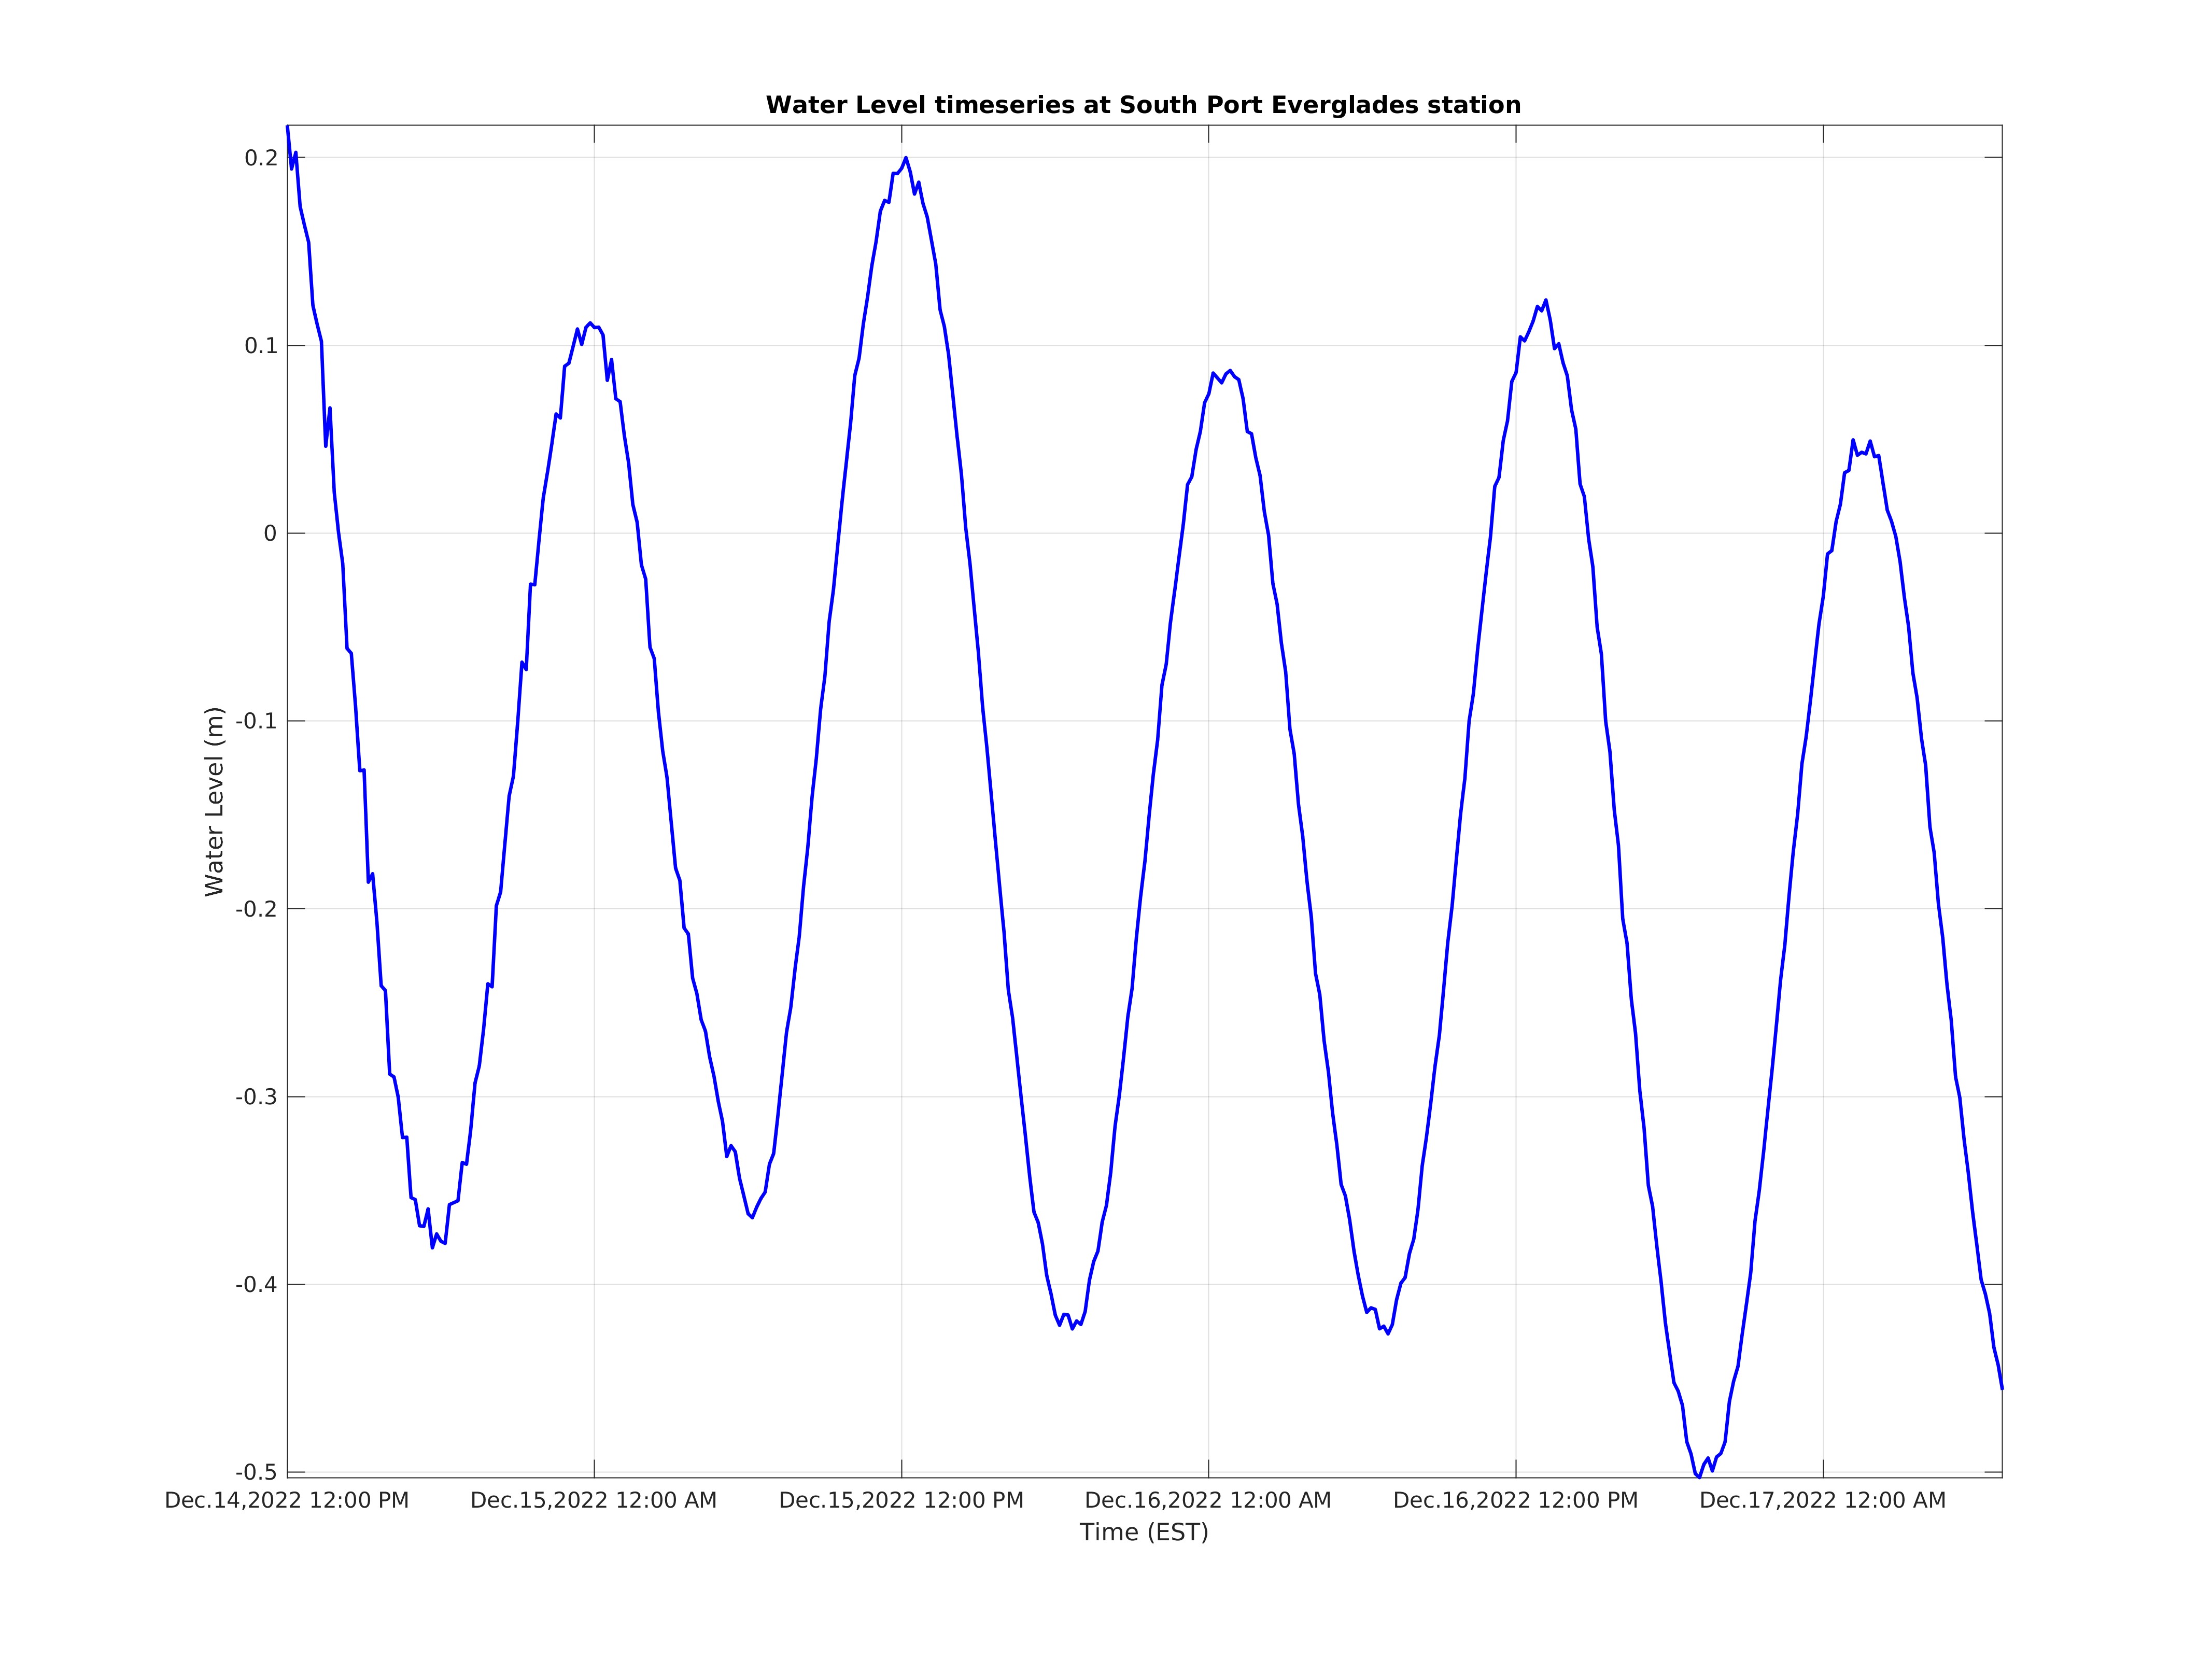 Water Level timeseries at South Port Everglades station
0.2
0.1
0
-0.1
-0.2
-0.3
-0.4
-0.5
Water Level (m)
Dec.14,2022 12:00 PM
Dec.15,2022 12:00 AM
Dec.15,2022 12:00 PM
Dec.16,2022 12:00 AM
Dec.16,2022 12:00 PM
Dec.17,2022 12:00 AM
Time (EST)